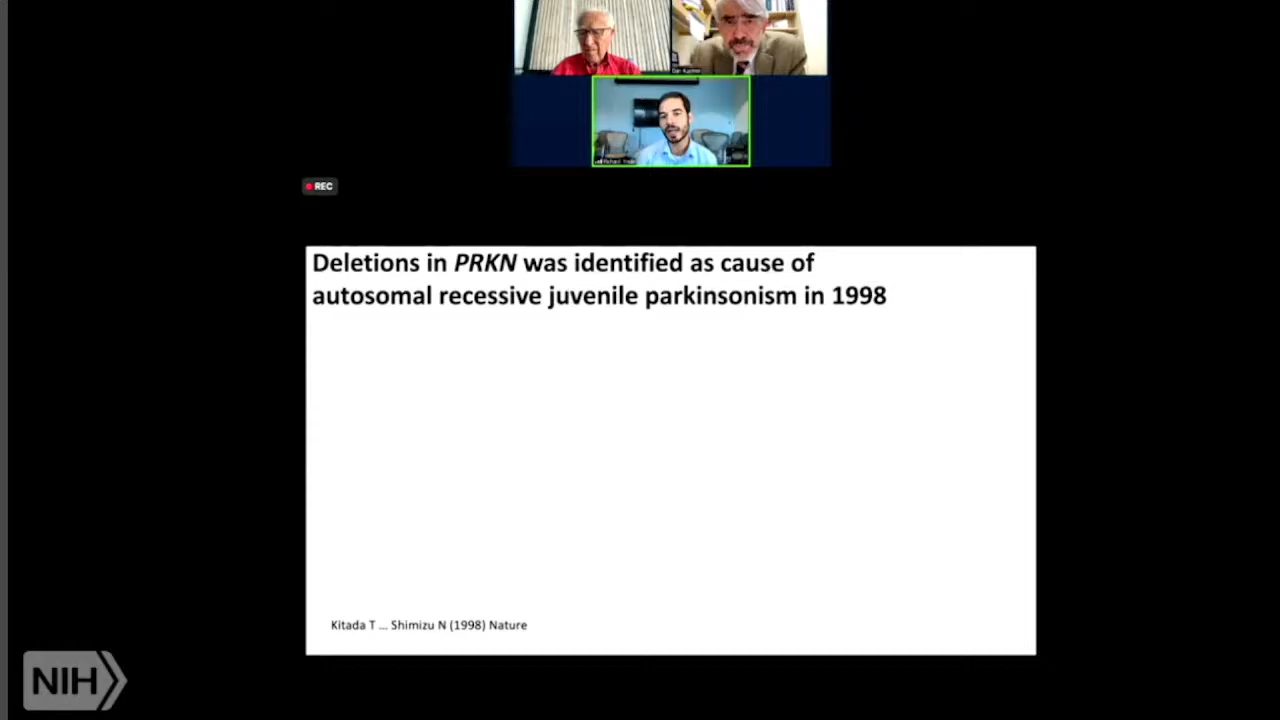 REC
Deletions in PRKN was identified as cause of
autosomal recessive juvenile parkinsonism in 1998
Kitada T ... Shimizu N (1998) Nature
NIH